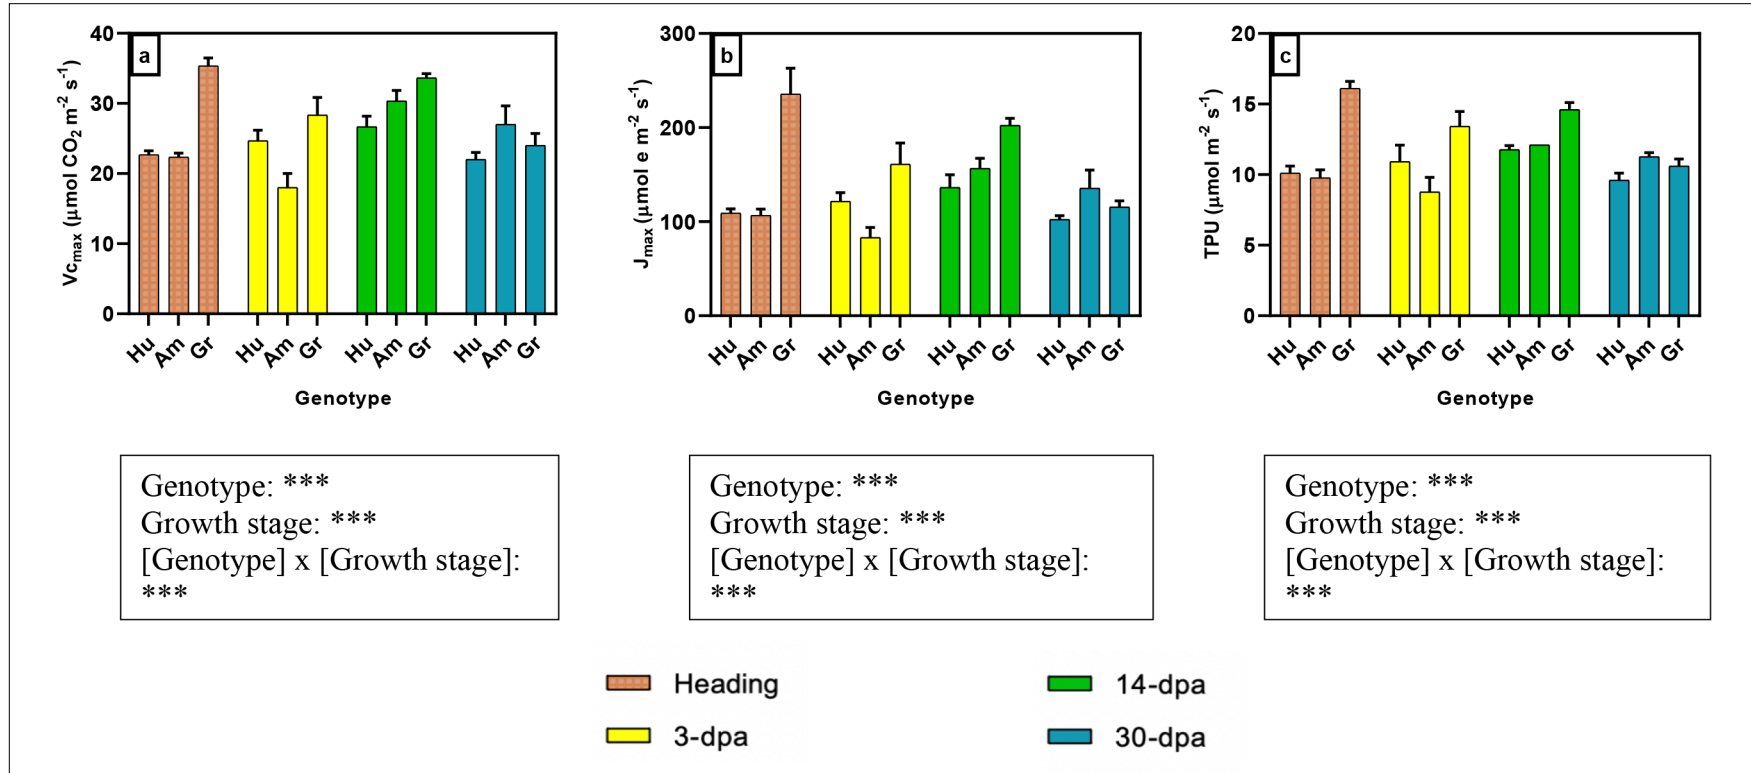 a
Vcmax (μmol CO2 m-2 s-1)
40
30
20
10
0
Hu Am Gr Hu Am Gr Hu Am Gr Hu Am Gr
Genotype
b
Jmax (μmol e m-2 s-1)
300
200
100
0
Hu Am Gr Hu Am Gr Hu Am Gr Hu Am Gr
Genotype
c
TPU (μmol m-2 s-1)
20
15
10
5
0
Hu Am Gr Hu Am Gr Hu Am Gr Hu Am Gr
Genotype
Genotype: ***
Growth stage: ***
[Genotype] x [Growth stage]:
***
Genotype: ***
Growth stage: ***
[Genotype] x [Growth stage]:
***
Genotype: ***
Growth stage: ***
[Genotype] x [Growth stage]:
***
Heading
3-dpa
14-dpa
30-dpa